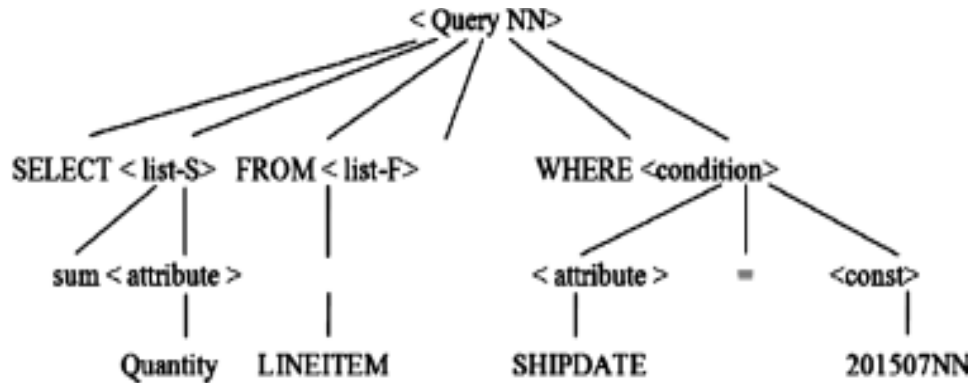 < Query NN>
SELECT < list-S> FROM < list-F> WHERE <condition>
sum < attribute > < attribute > = <const>
Quantity LINEITEM SHIPDATE 201507NN